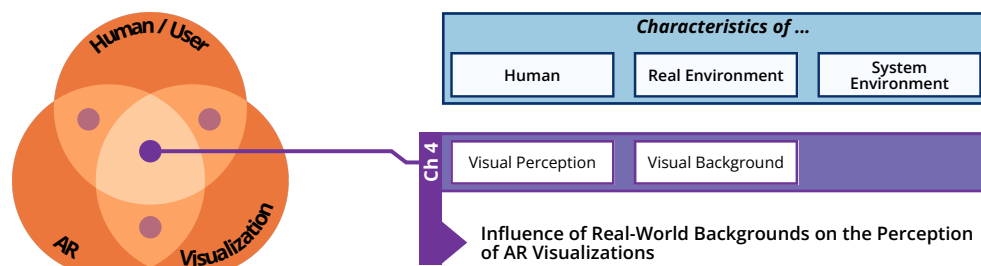 Human / User
AR
Visualization
Characteristics of ...
Human
Real Environment
System
Environment
Ch 4
Visual Perception
Visual Background
Influence of Real-World Backgrounds on the Perception
of AR Visualizations